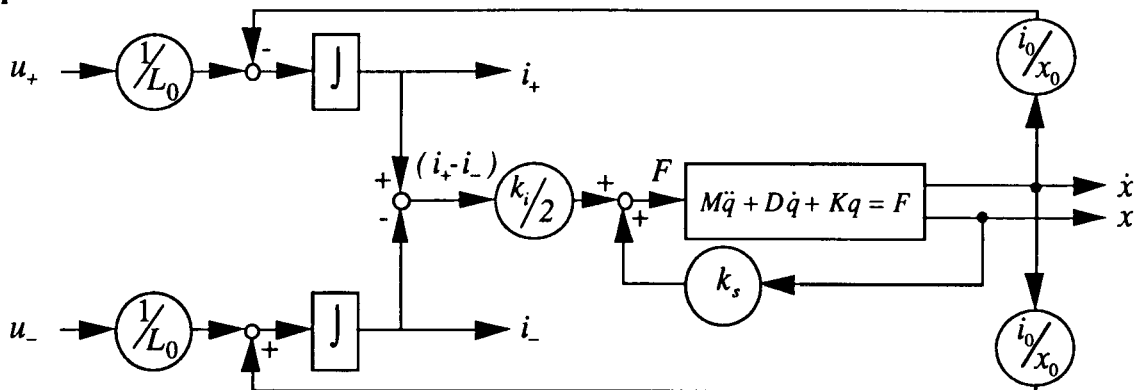 u₊ 1/L₀ - ∫ i₊ i₀/x₀
+ - (i₊-i₋) kᵢ/2 + + F Mq̈ + Dq̇ + Kq = F ẋ
x
kₛ
u₋ 1/L₀ + ∫ i₋ i₀/x₀